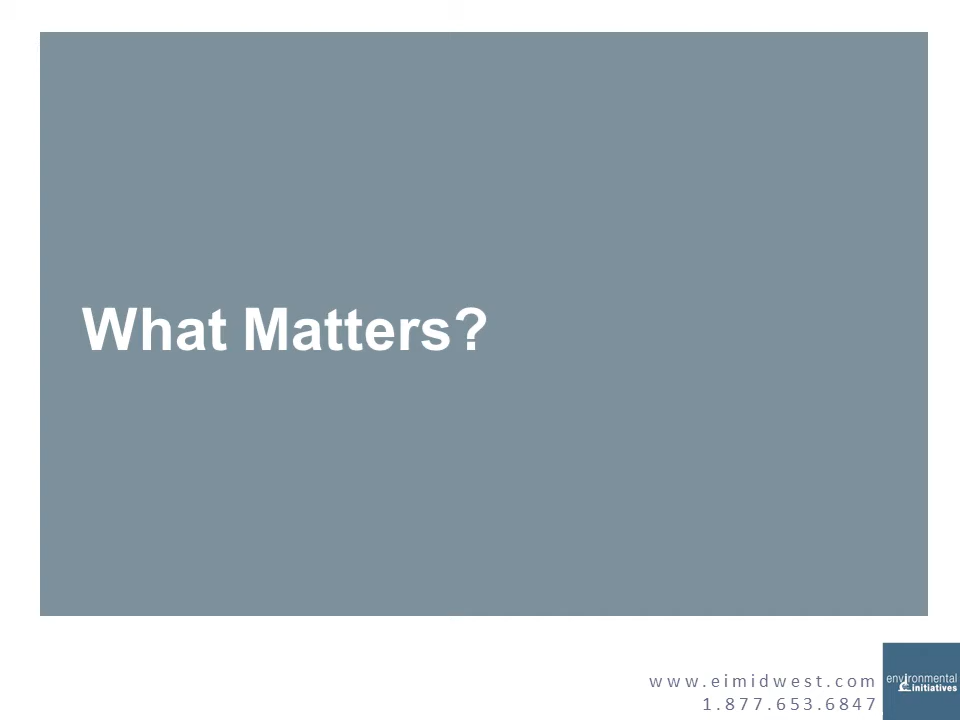 What Matters?
www.eimidwest.com
1.877.653.6847
environmental
initiatives